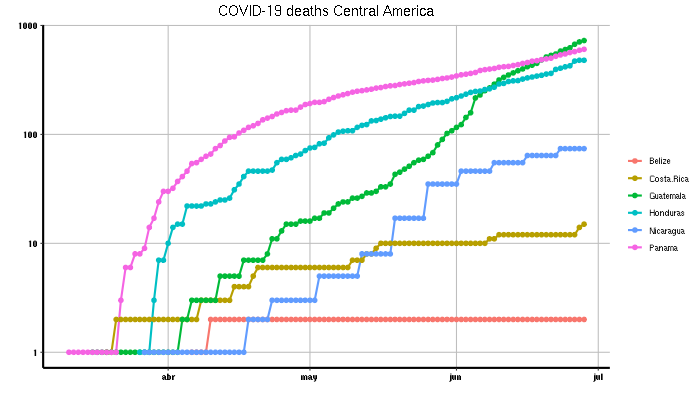 COVID-19 deaths Central America
1000
100
10
1
abr may jun jul
Belize
Costa.Rica
Guatemala
Honduras
Nicaragua
Panama